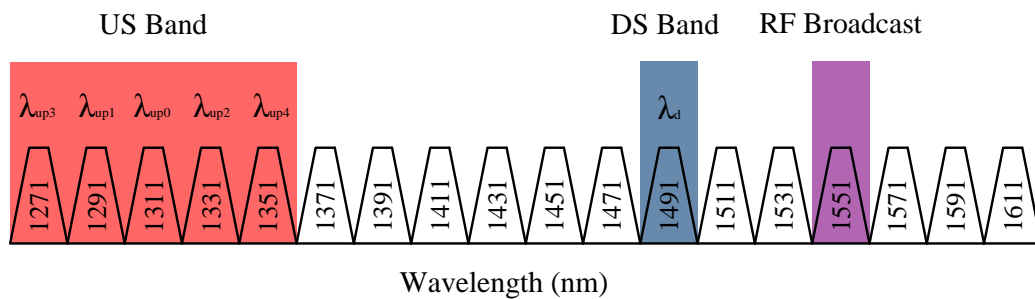 US Band DS Band RF Broadcast
λup3 λup1 λup0 λup2 λup4 λd
1271 1291 1311 1331 1351 1371 1391 1411 1431 1451 1471 1491 1511 1531 1551 1571 1591 1611
Wavelength (nm)